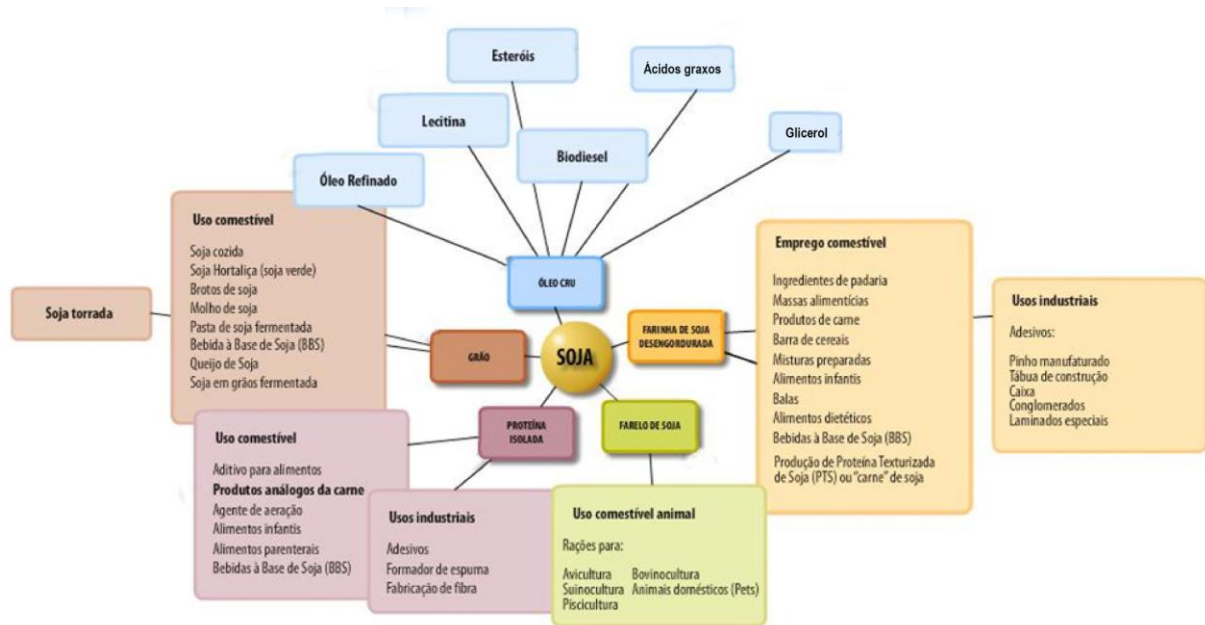 Esteróis
Ácidos graxos
Lecitina
Glicerol
Biodiesel
Óleo Refinado
ÓLEO CRU
SOJA
Soja torrada
Uso comestível
Soja cozida
Soja Hortaliça (soja verde)
Brotos de soja
Molho de soja
Pasta de soja fermentada
Bebida à Base de Soja (BBS)
Queijo de Soja
Soja em grãos fermentada
GRÃO
FARINHA DE SOJA
DESENGORDURADA
Emprego comestível
Ingredientes de padaria
Massas alimentícias
Produtos de carne
Barra de cereais
Misturas preparadas
Alimentos infantis
Balas
Alimentos dietéticos
Bebidas à Base de Soja (BBS)
Produção de Proteína Texturizada
de Soja (PTS) ou "carne" de soja
Usos industriais
Adesivos:
Pinho manufaturado
Tábua de construção
Caixa
Conglomerados
Laminados especiais
PROTEÍNA
ISOLADA
Uso comestível
Aditivo para alimentos
Produtos análogos da carne
Agente de aeração
Alimentos infantis
Alimentos parenterais
Bebidas à Base de Soja (BBS)
Usos industriais
Adesivos
Formador de espuma
Fabricação de fibra
FARELO DE SOJA
Uso comestível animal
Rações para:
Avicultura Bovinocultura
Suinocultura Animais domésticos (Pets)
Piscicultura